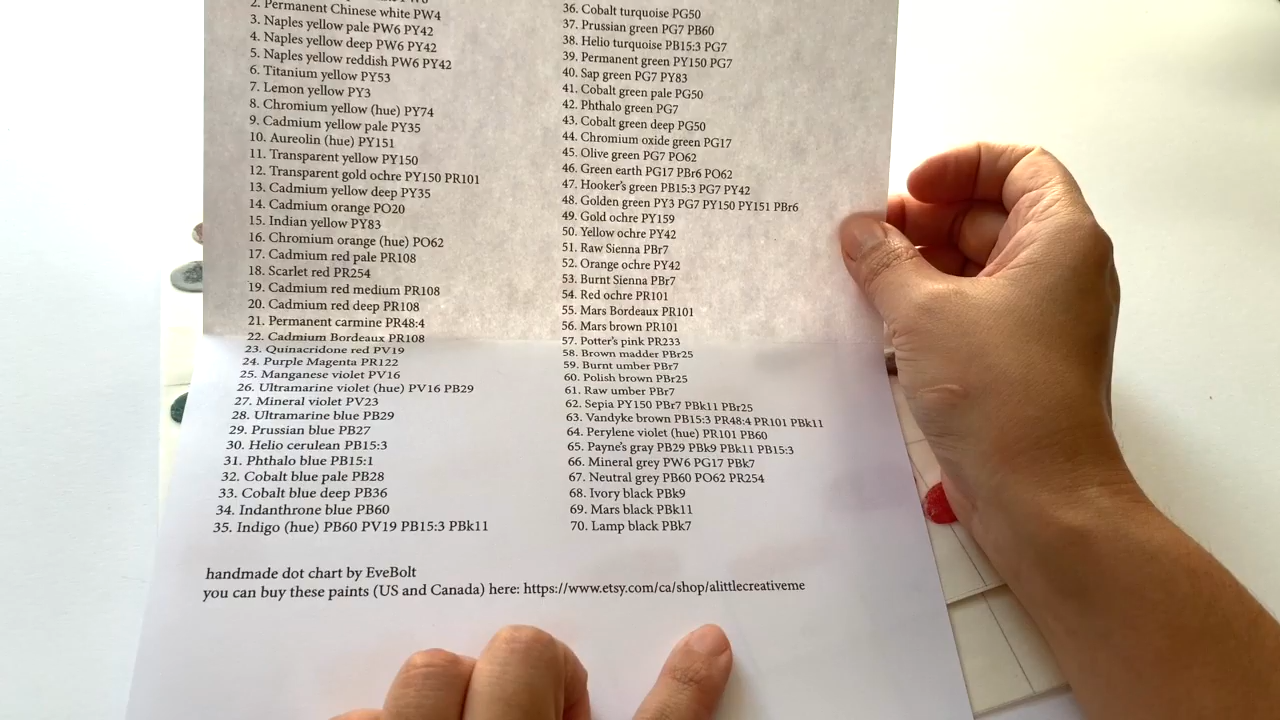 2. Permanent Chinese white PW4
3. Naples yellow pale PW6 PY42
4. Naples yellow deep PW6 PY42
5. Naples yellow reddish PW6 PY42
6. Titanium yellow PY53
7. Lemon yellow PY3
8. Chromium yellow (hue) PY74
9. Cadmium yellow pale PY35
10. Aureolin (hue) PY151
11. Transparent yellow PY150
12. Transparent gold ochre PY150 PR101
13. Cadmium yellow deep PY35
14. Cadmium orange PO20
15. Indian yellow PY83
16. Chromium orange (hue) PO62
17. Cadmium red pale PR108
18. Scarlet red PR254
19. Cadmium red medium PR108
20. Cadmium red deep PR108
21. Permanent carmine PR48:4
22. Cadmium Bordeaux PR108
23. Quinacridone red PV19
24. Purple Magenta PR122
25. Manganese violet PV16
26. Ultramarine violet (hue) PV16 PB29
27. Mineral violet PV23
28. Ultramarine blue PB29
29. Prussian blue PB27
30. Helio cerulean PB15:3
31. Phthalo blue PB15:1
32. Cobalt blue pale PB28
33. Cobalt blue deep PB36
34. Indanthrone blue PB60
35. Indigo (hue) PB60 PV19 PB15:3 PBk11
36. Cobalt turquoise PG50
37. Prussian green PG7 PB60
38. Helio turquoise PB15:3 PG7
39. Permanent green PY150 PG7
40. Sap green PG7 PY83
41. Cobalt green pale PG50
42. Phthalo green PG7
43. Cobalt green deep PG50
44. Chromium oxide green PG17
45. Olive green PG7 PO62
46. Green earth PG17 PBr6 PO62
47. Hooker's green PB15:3 PG7 PY42
48. Golden green PY3 PG7 PY150 PY151 PBr6
49. Gold ochre PY159
50. Yellow ochre PY42
51. Raw Sienna PBr7
52. Orange ochre PY42
53. Burnt Sienna PBr7
54. Red ochre PR101
55. Mars Bordeaux PR101
56. Mars brown PR101
57. Potter's pink PR233
58. Brown madder PBr25
59. Burnt umber PBr7
60. Polish brown PBr25
61. Raw umber PBr7
62. Sepia PY150 PBr7 PBk11 PBr25
63. Vandyke brown PB15:3 PR48:4 PR101 PBk11
64. Perylene violet (hue) PR101 PB60
65. Payne's gray PB29 PBk9 PBk11 PB15:3
66. Mineral grey PW6 PG17 PBk7
67. Neutral grey PB60 PO62 PR254
68. Ivory black PBk9
69. Mars black PBk11
70. Lamp black PBk7
handmade dot chart by EveBolt
you can buy these paints (US and Canada) here: https://www.etsy.com/ca/shop/alittlecreativeme